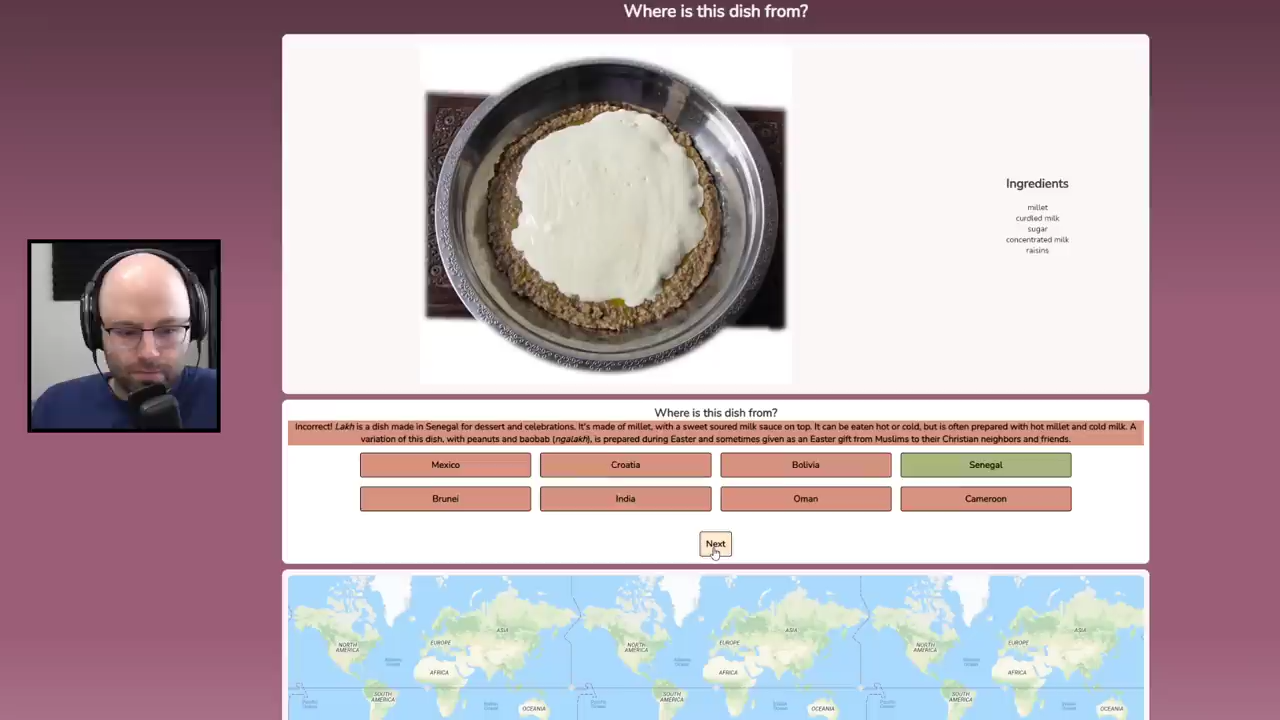 Where is this dish from?
Ingredients
millet
curdled milk
sugar
concentrated milk
raisins
Where is this dish from?
Incorrect! Lakh is a dish made in Senegal for dessert and celebrations. It's made of millet, with a sweet soured milk sauce on top. It can be eaten hot or cold, but is often prepared with hot millet and cold milk. A
variation of this dish, with peanuts and baobab (ngalakh), is prepared during Easter and sometimes given as an Easter gift from Muslims to their Christian neighbors and friends.
Mexico
Croatia
Bolivia
Senegal
Brunei
India
Oman
Cameroon
Next
NORTH
AMERICA
EUROPE
ASIA
AFRICA
SOUTH
AMERICA
OCEANIA
NORTH
AMERICA
EUROPE
ASIA
AFRICA
SOUTH
AMERICA
OCEANIA
NORTH
AMERICA
EUROPE
ASIA
AFRICA
SOUTH
AMERICA
OCEANIA